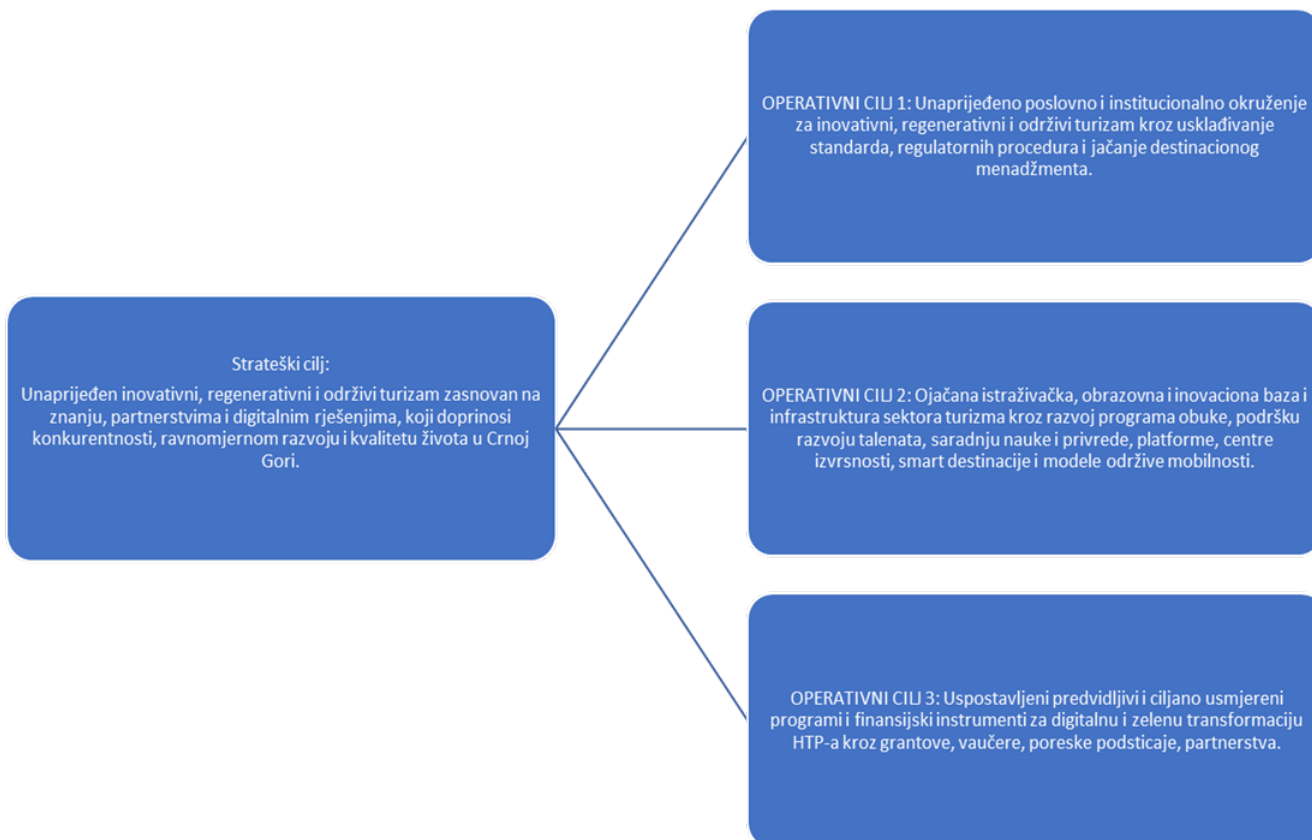 Strateški cilj:
Unaprijeđen inovativni, regenerativni i održivi turizam zasnovan na
znanju, partnerstvima i digitalnim rješenjima, koji doprinosi
konkurentnosti, ravnomjernom razvoju i kvalitetu života u Crnoj
Gori.
OPERATIVNI CILJ 1: Unaprijeđeno poslovno i institucionalno okruženje
za inovativni, regenerativni i održivi turizam kroz usklađivanje
standarda, regulatornih procedura i jačanje destinacionog
menadžmenta.
OPERATIVNI CILJ 2: Ojačana istraživačka, obrazovna i inovaciona baza i
infrastruktura sektora turizma kroz razvoj programa obuke, podršku
razvoju talenata, saradnju nauke i privrede, platforme, centre
izvrsnosti, smart destinacije i modele održive mobilnosti.
OPERATIVNI CILJ 3: Uspostavljeni predvidljivi i ciljano usmjereni
programi i finansijski instrumenti za digitalnu i zelenu transformaciju
HTP-a kroz grantove, vaučere, poreske podsticaje, partnerstva.